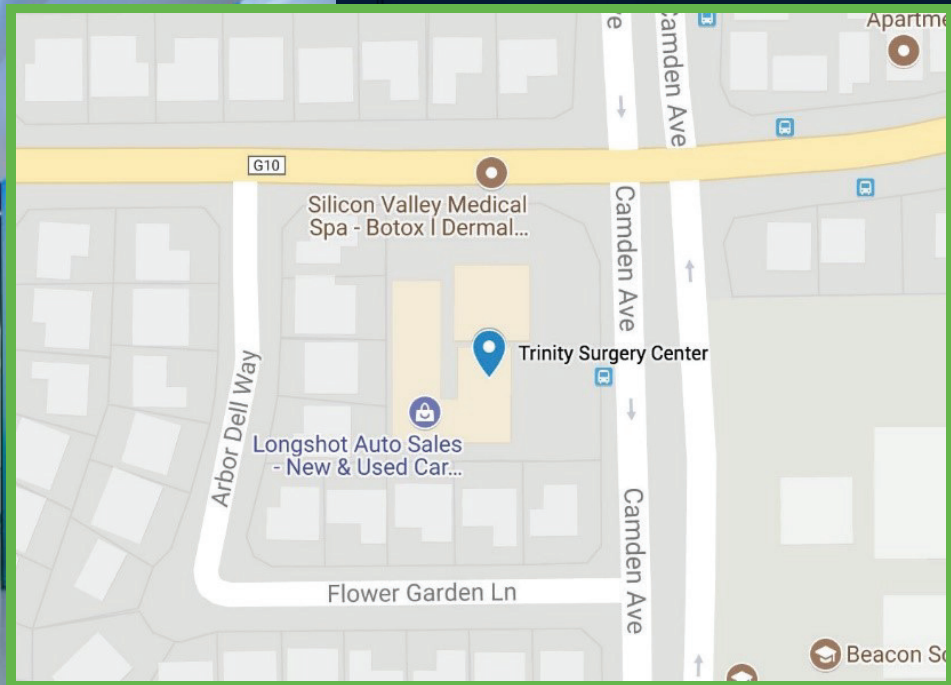 Apartme
ve
Camden Ave
G10
Silicon Valley Medical
Spa - Botox I Dermal...
Camden Ave
Trinity Surgery Center
Arbor Dell Way
Longshot Auto Sales
- New & Used Car...
Camden Ave
Flower Garden Ln
Beacon Sc